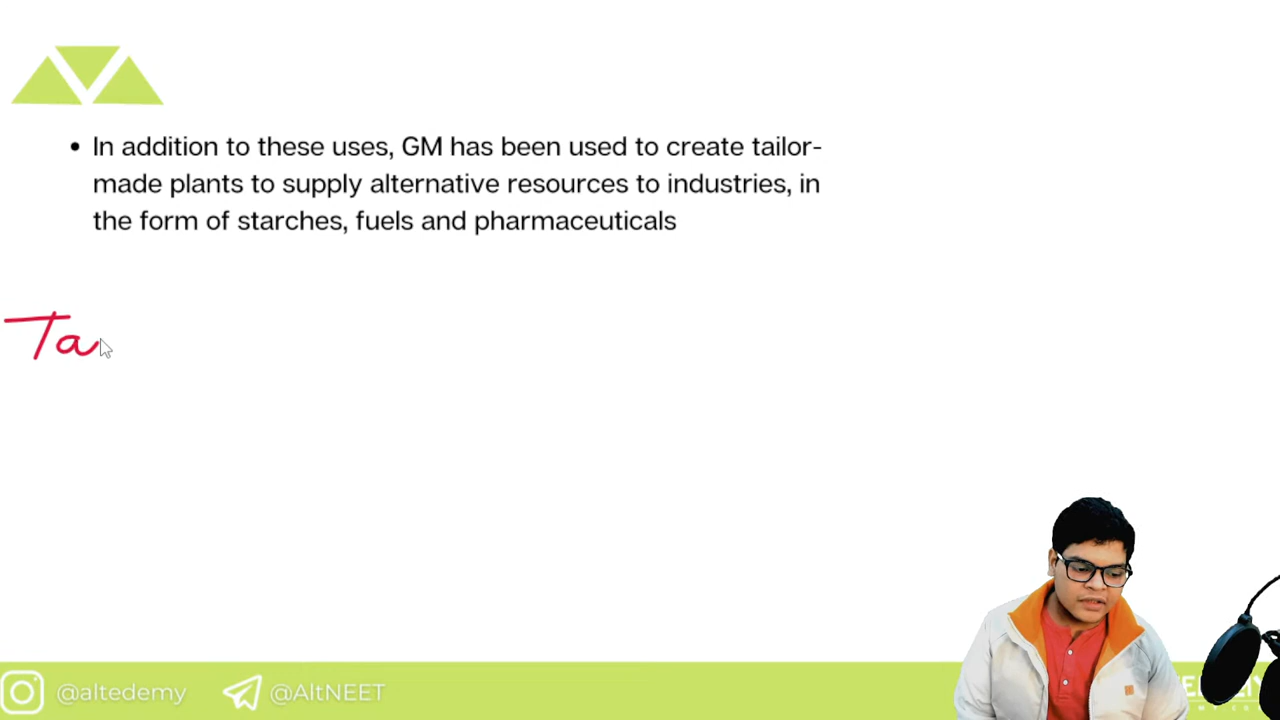 • In addition to these uses, GM has been used to create tailor-
made plants to supply alternative resources to industries, in
the form of starches, fuels and pharmaceuticals
Ta
@altedemy @AltNEET